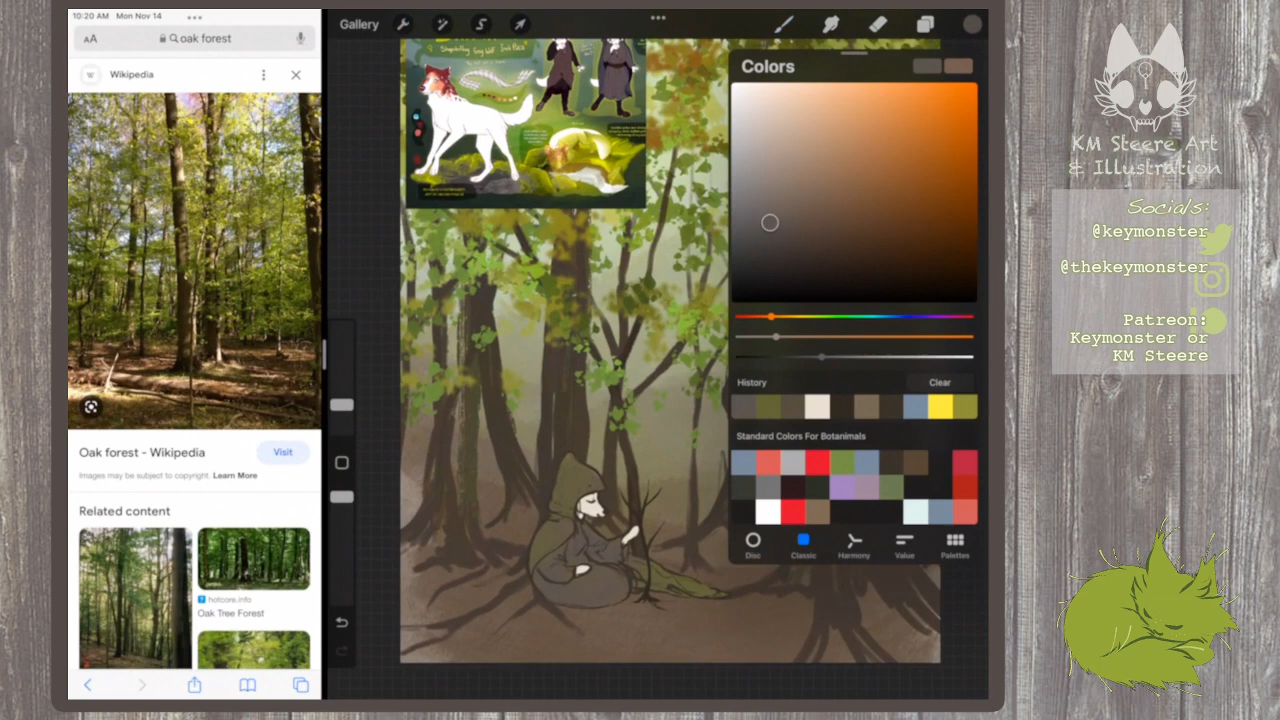 10:20 AM Mon Nov 14
AA
oak forest
W
Wikipedia
Oak forest - Wikipedia
Visit
Images may be subject to copyright. Learn More
Related content
hotcore.info
Oak Tree Forest
Gallery
Colors
History
Clear
Standard Colors For Botanimals
Disc
Classic
Harmony
Value
Palettes
KM Steere Art
& Illustration
Socials:
@keymonster
@thekeymonster
Patreon:
Keymonster or
KM Steere